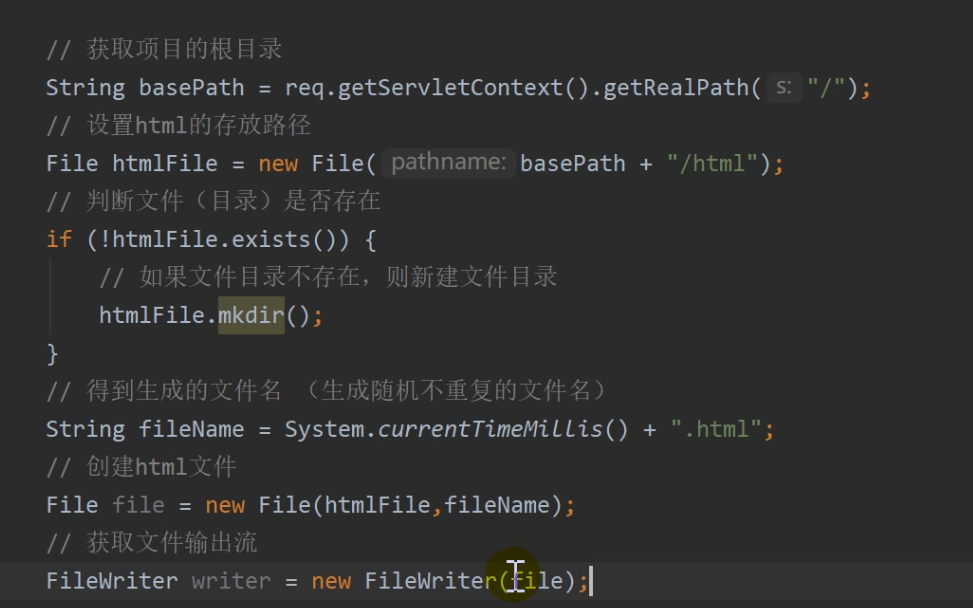 // 获取项目的根目录
String basePath = req.getServletContext().getRealPath( s: "/");
// 设置html的存放路径
File htmlFile = new File( pathname: basePath + "/html");
// 判断文件（目录）是否存在
if (!htmlFile.exists()) {
// 如果文件目录不存在，则新建文件目录
htmlFile.mkdir();
}
// 得到生成的文件名 （生成随机不重复的文件名）
String fileName = System.currentTimeMillis() + ".html";
// 创建html文件
File file = new File(htmlFile,fileName);
// 获取文件输出流
FileWriter writer = new FileWriter(file);